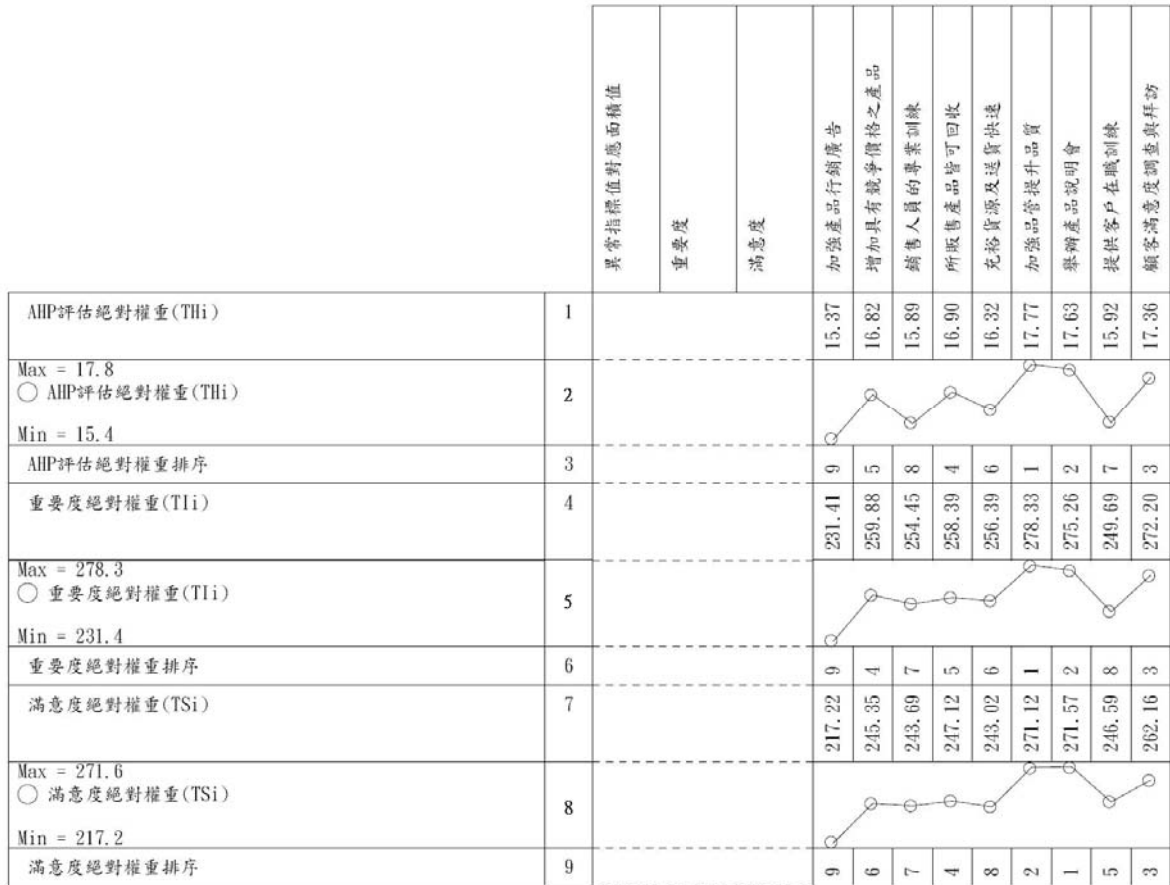 異常指標值對應面積值
重要度
滿意度
加強產品行銷廣告
增加具有競爭價格之產品
銷售人員的專業訓練
所販售產品皆可回收
充裕貨源及送貨快速
加強品管提升品質
舉辦產品說明會
提供客戶在職訓練
顧客滿意度調查與拜訪
AHP評估絕對權重(THi) 1 15.37 16.82 15.89 16.90 16.32 17.77 17.63 15.92 17.36
Max = 17.8
○ AHP評估絕對權重(THi) 2
Min = 15.4
AHP評估絕對權重排序 3 9 5 8 4 6 1 2 7 3
重要度絕對權重(TIi) 4 231.41 259.88 254.45 258.39 256.39 278.33 275.26 249.69 272.20
Max = 278.3
○ 重要度絕對權重(TIi) 5
Min = 231.4
重要度絕對權重排序 6 9 4 7 5 6 1 2 8 3
滿意度絕對權重(TSi) 7 217.22 245.35 243.69 247.12 243.02 271.12 271.57 246.59 262.16
Max = 271.6
○ 滿意度絕對權重(TSi) 8
Min = 217.2
滿意度絕對權重排序 9 9 6 7 4 8 2 1 5 3